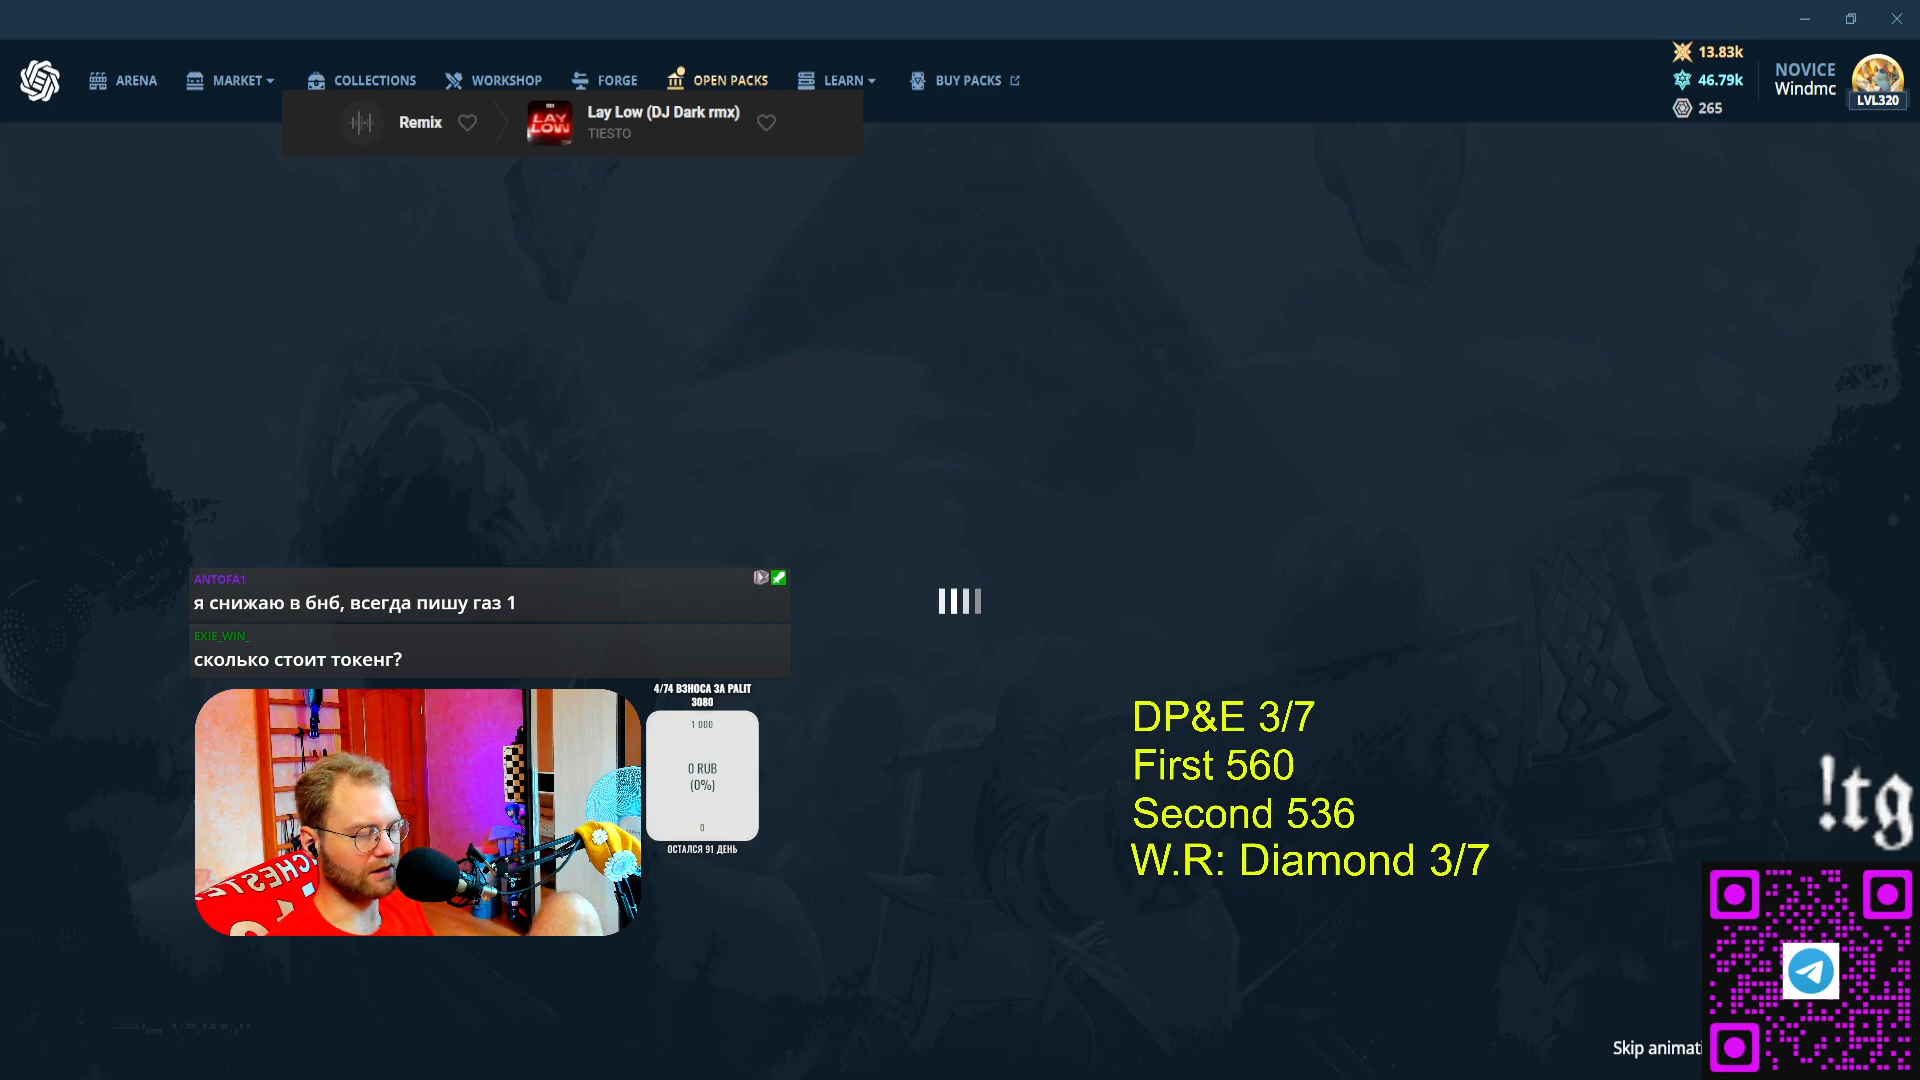 ARENA
MARKET
COLLECTIONS
WORKSHOP
FORGE
OPEN PACKS
LEARN
BUY PACKS
13.83k
46.79k
265
NOVICE
Windmc
LVL320
Remix
LAY LOW
Lay Low (DJ Dark rmx)
TIESTO
ANTOFA1
я снижаю в бнб, всегда пишу газ 1
EXIE_WIN_
сколько стоит токенг?
4/74 ВЗНОСА ЗА PALIT
3080
1 000
0 RUB
(0%)
0
ОСТАЛСЯ 91 ДЕНЬ
DP&E 3/7
First 560
Second 536
W.R: Diamond 3/7
!tg
Skip animati